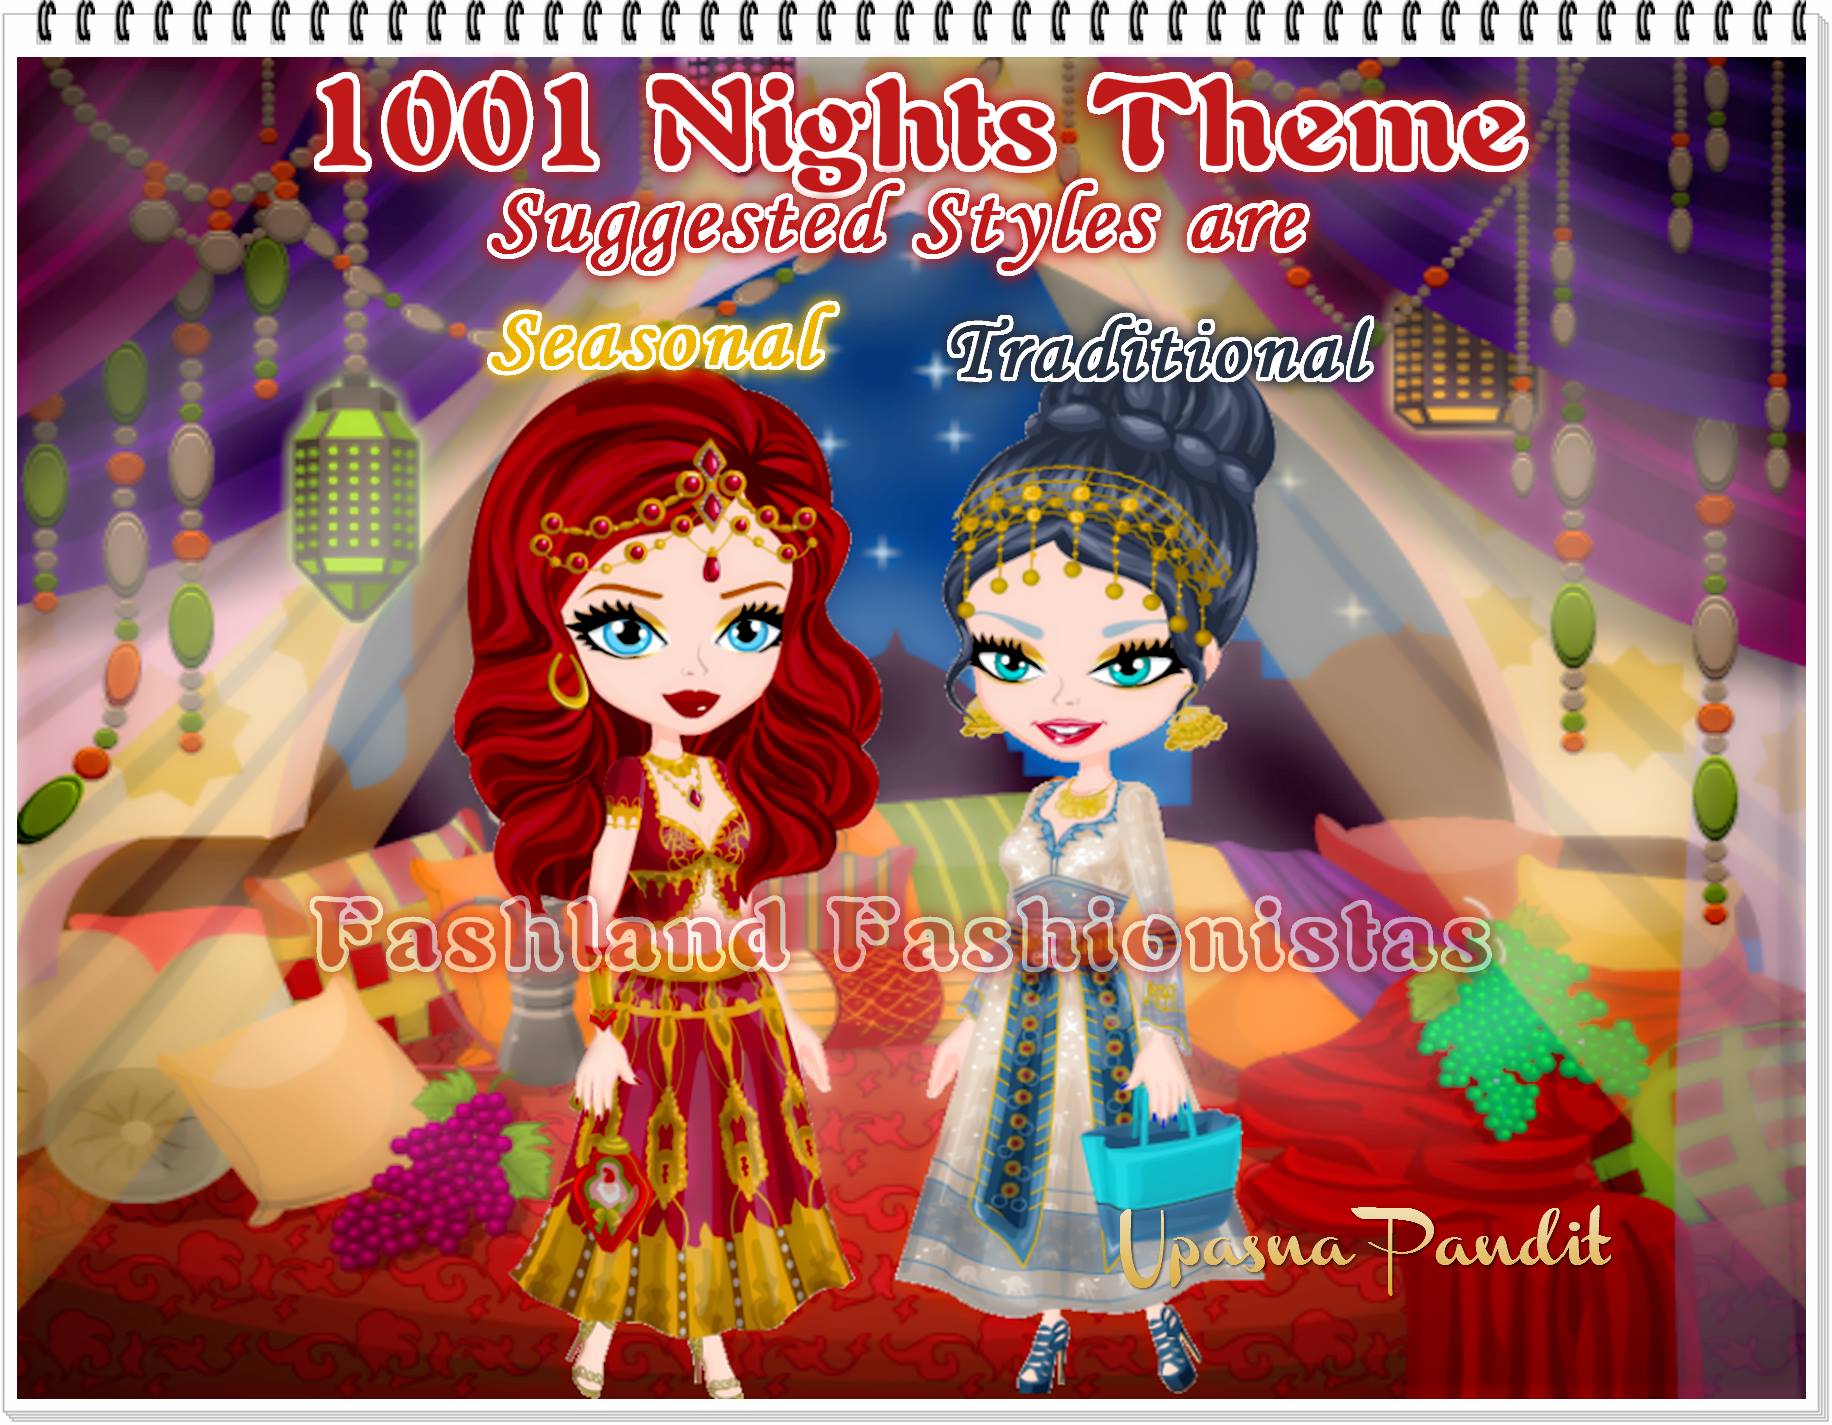 1001 Nights Theme
Suggested Styles are
Seasonal Traditional
Fashland Fashionistas
Upasna Pandit